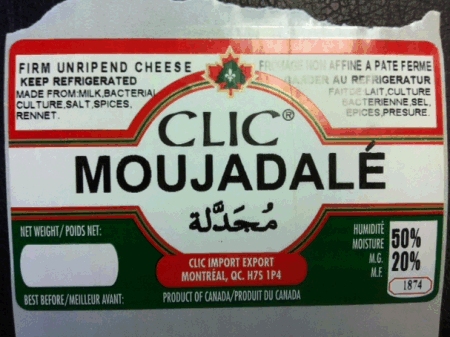 FIRM UNRIPEND CHEESE
KEEP REFRIGERATED
MADE FROM:MILK,BACTERIAL
CULTURE,SALT,SPICES,
RENNET.
FROMAGE NON AFFINE A PATE FERME
GARDER AU REFRIGERATUR
FAIT DE LAIT,CULTURE
BACTERIENNE,SEL,
EPICES,PRESURE.
CLIC®
MOUJADALÉ
مُجَدَّلة
NET WEIGHT/ POIDS NET:
BEST BEFORE/MEILLEUR AVANT:
CLIC IMPORT EXPORT
MONTRÉAL, QC. H7S 1P4
PRODUCT OF CANADA/PRODUIT DU CANADA
HUMIDITÉ
MOISTURE 50%
M.G. 20%
M.F.
1874